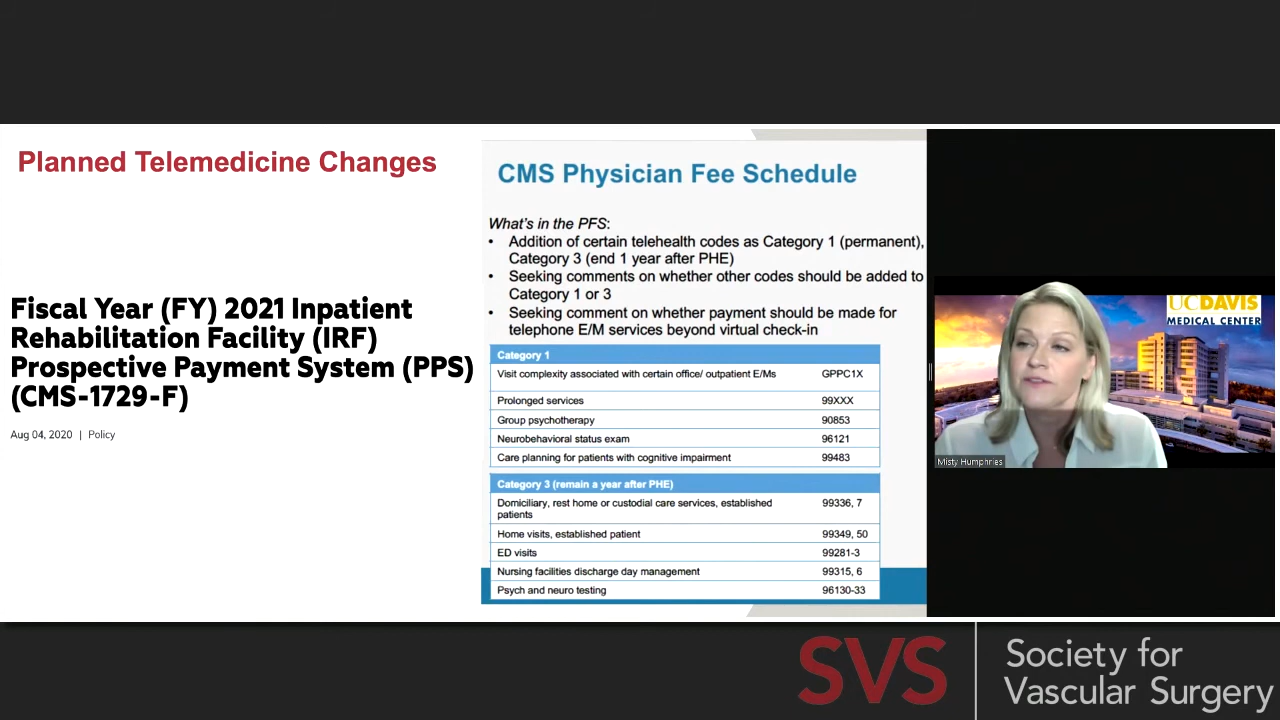 Planned Telemedicine Changes
Fiscal Year (FY) 2021 Inpatient
Rehabilitation Facility (IRF)
Prospective Payment System (PPS)
(CMS-1729-F)
Aug 04, 2020 | Policy
CMS Physician Fee Schedule
What's in the PFS:
• Addition of certain telehealth codes as Category 1 (permanent),
Category 3 (end 1 year after PHE)
• Seeking comments on whether other codes should be added to
Category 1 or 3
• Seeking comment on whether payment should be made for
telephone E/M services beyond virtual check-in
Category 1
Visit complexity associated with certain office/ outpatient E/Ms GPPC1X
Prolonged services 99XXX
Group psychotherapy 90853
Neurobehavioral status exam 96121
Care planning for patients with cognitive impairment 99483
Category 3 (remain a year after PHE)
Domiciliary, rest home or custodial care services, established 99336, 7
patients
Home visits, established patient 99349, 50
ED visits 99281-3
Nursing facilities discharge day management 99315, 6
Psych and neuro testing 96130-33
UCDAVIS
MEDICAL CENTER
Misty Humphries
SVS
Society for
Vascular Surgery